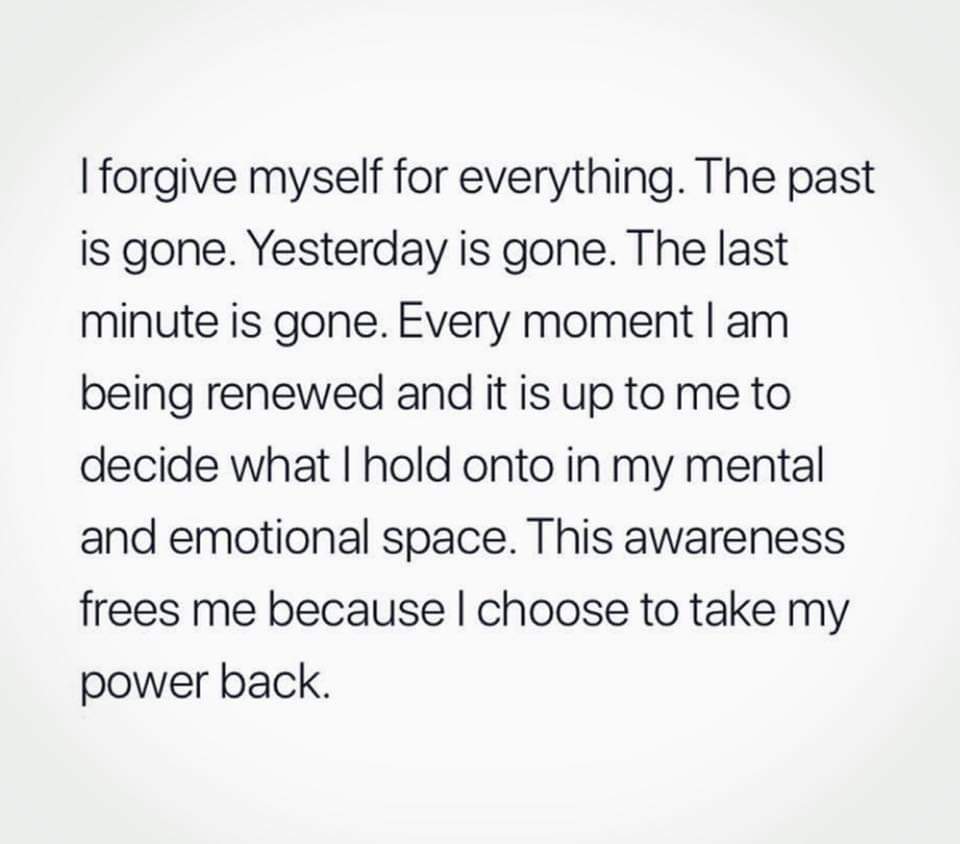 I forgive myself for everything. The past
is gone. Yesterday is gone. The last
minute is gone. Every moment I am
being renewed and it is up to me to
decide what I hold onto in my mental
and emotional space. This awareness
frees me because I choose to take my
power back.